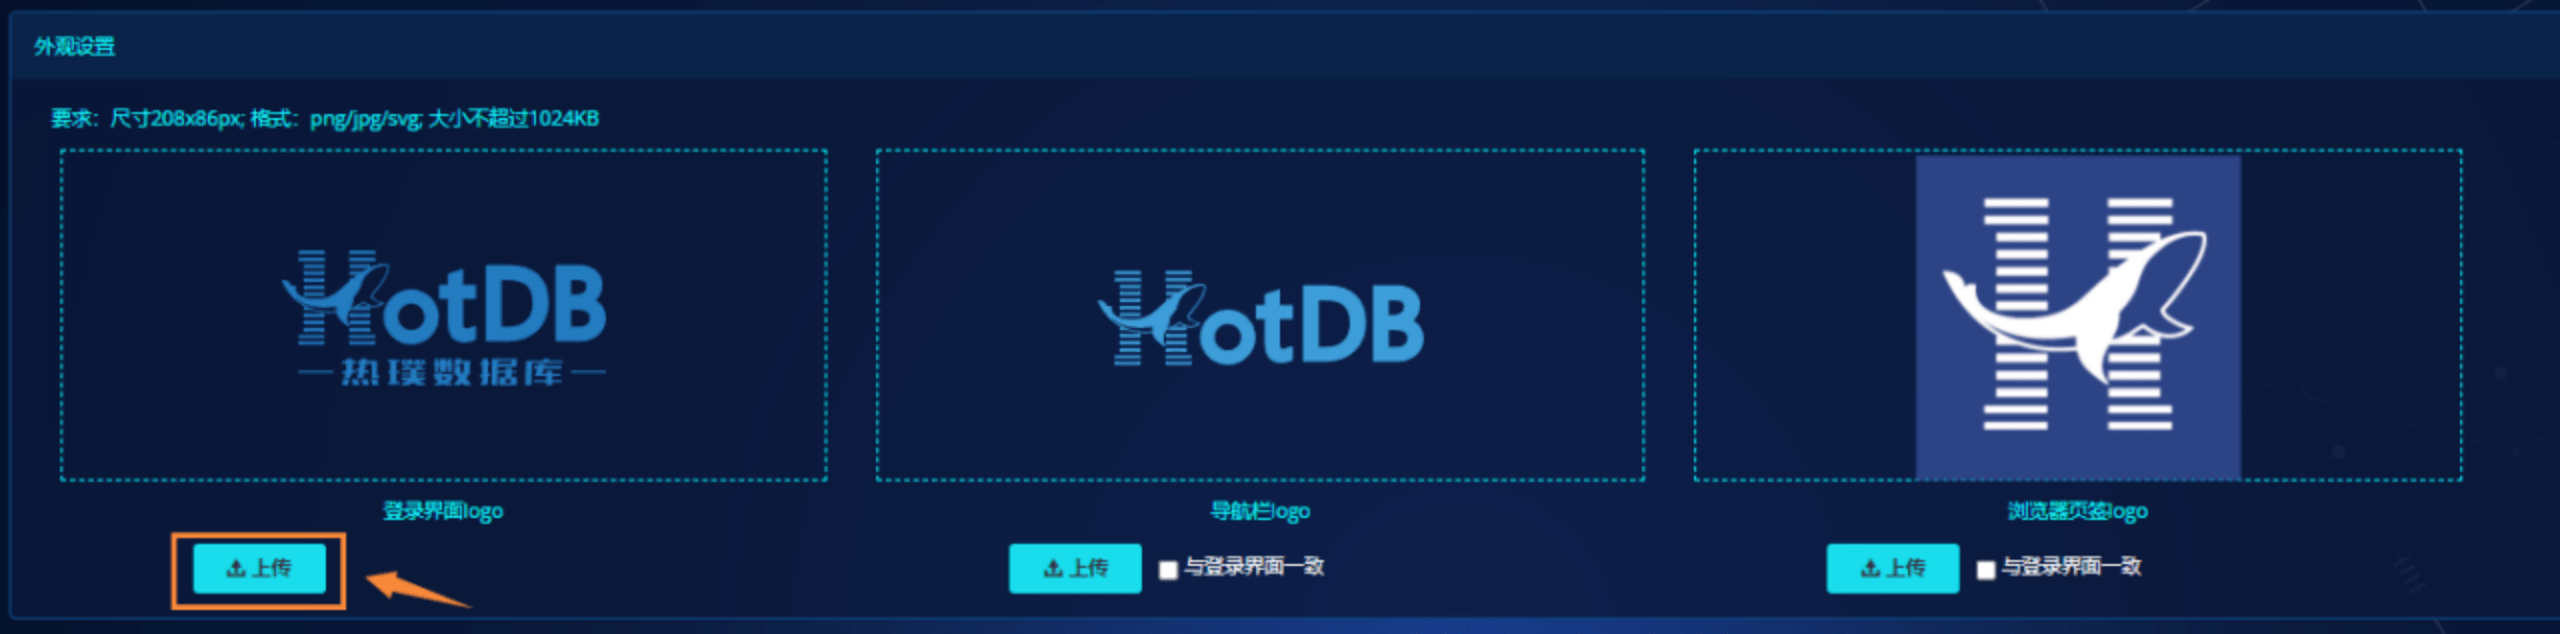 外观设置
要求：尺寸208x86px; 格式：png/jpg/svg; 大小不超过1024KB
HotDB
热璞数据库
HotDB
H
登录界面logo
导航栏logo
浏览器页签logo
上传
上传
与登录界面一致
上传
与登录界面一致